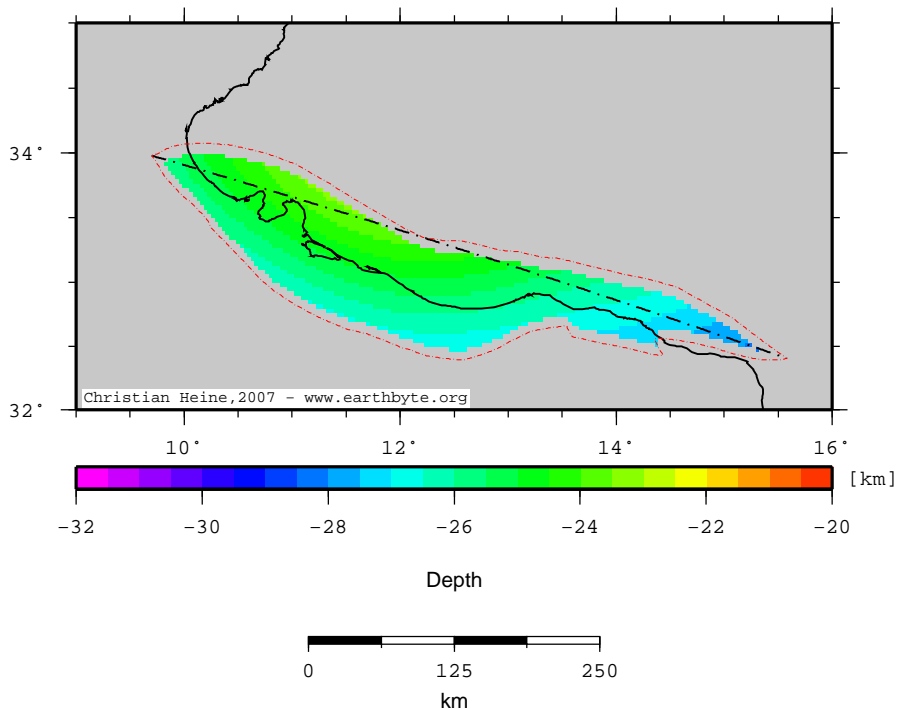 34°
32°
Christian Heine,2007 - www.earthbyte.org
10° 12° 14° 16°
[km]
-32 -30 -28 -26 -24 -22 -20
Depth
0 125 250
km